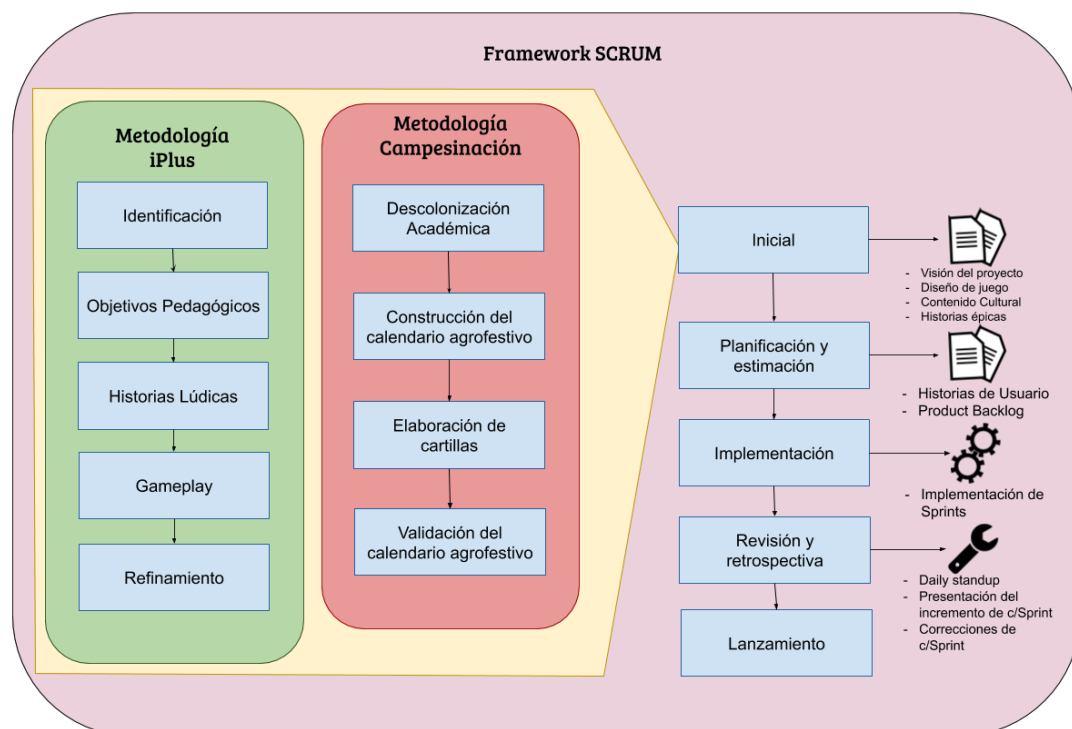 Framework SCRUM
Metodología
iPlus
Identificación
Objetivos Pedagógicos
Historias Lúdicas
Gameplay
Refinamiento
Metodología
Campesinación
Descolonización
Académica
Construcción del
calendario agrofestivo
Elaboración de
cartillas
Validación del
calendario agrofestivo
Inicial
- Visión del proyecto
- Diseño de juego
- Contenido Cultural
- Historias épicas
Planificación y
estimación
- Historias de Usuario
- Product Backlog
Implementación
- Implementación de
Sprints
Revisión y
retrospectiva
- Daily standup
- Presentación del
incremento de c/Sprint
- Correcciones de
c/Sprint
Lanzamiento